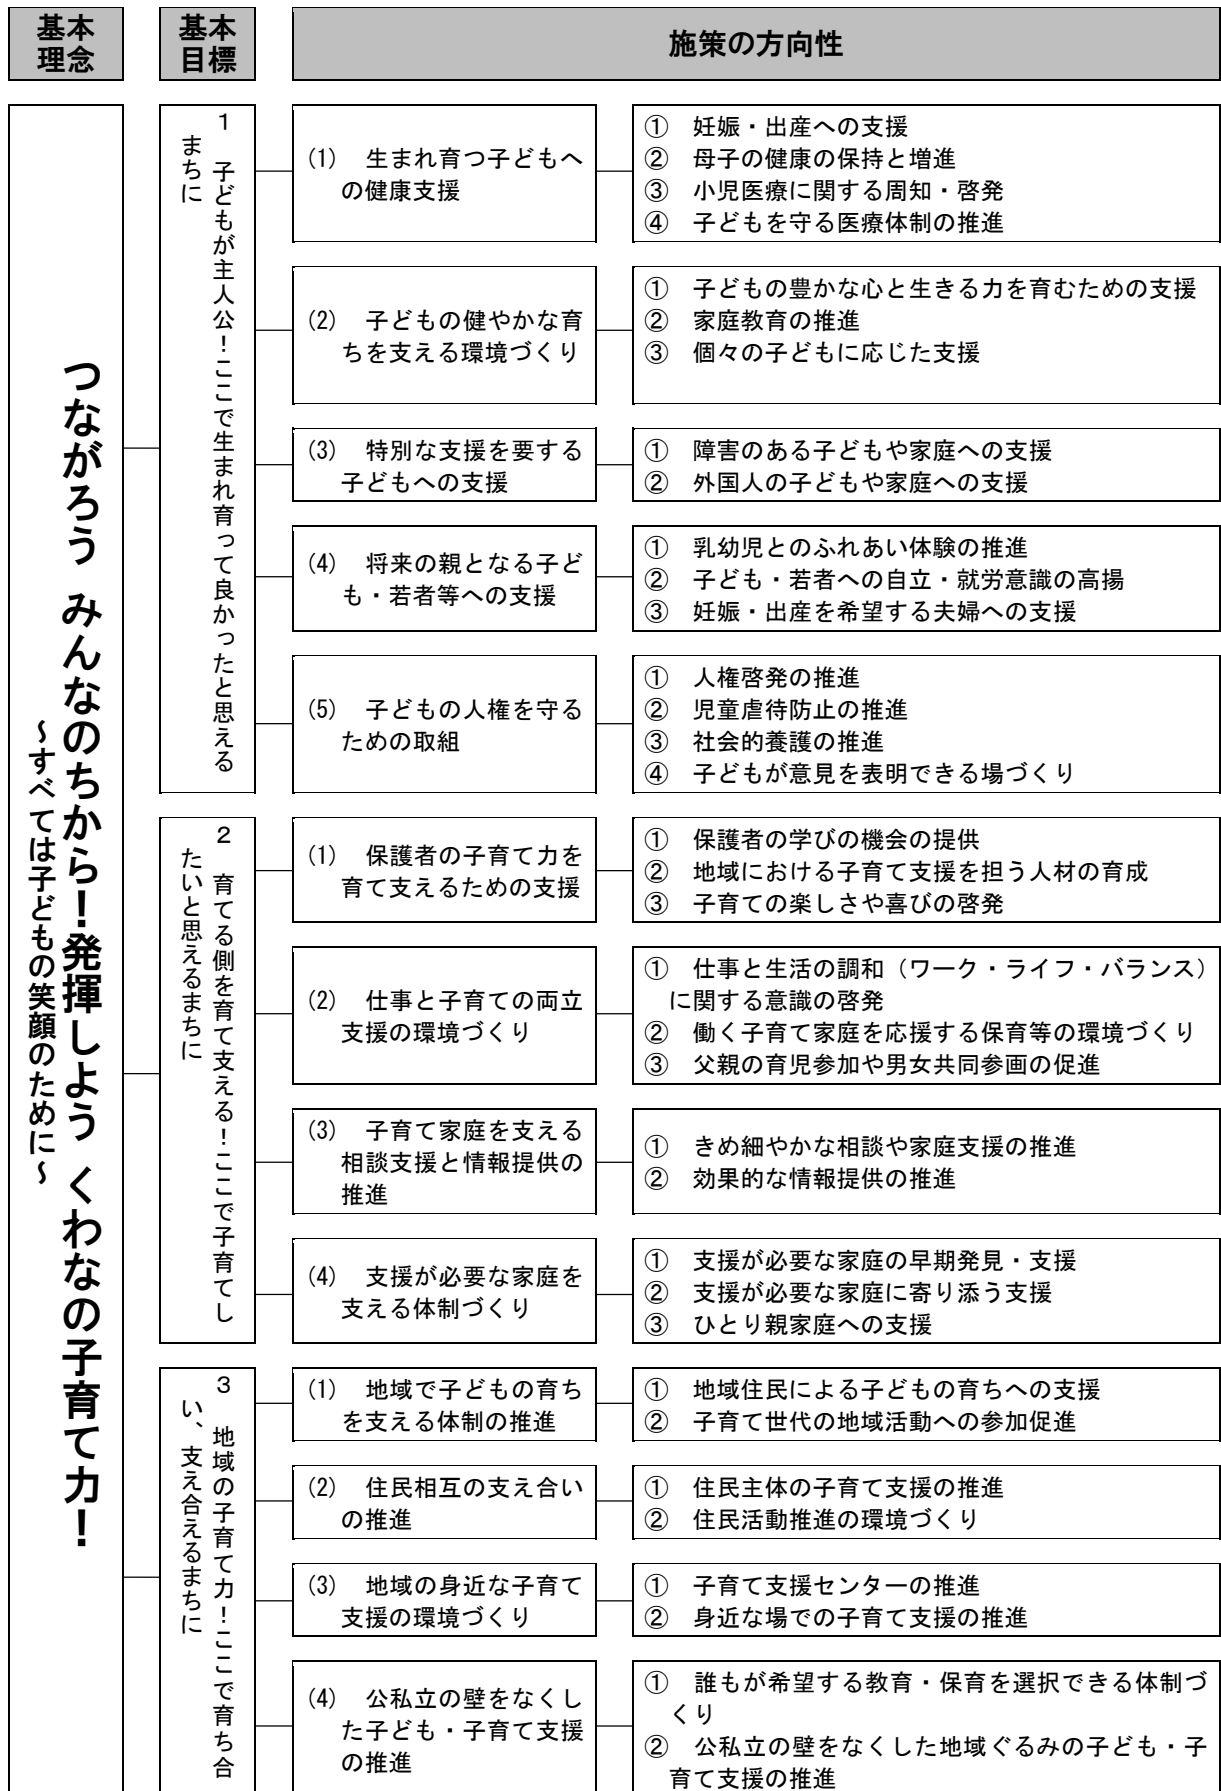 基本
理念
基本
目標
施策の方向性
つながろう みんなのちから！発揮しよう くわなの子育て力！
～すべては子どもの笑顔のために～
1 子どもが主人公！ここで生まれ育って良かったと思える
まちに
(1) 生まれ育つ子どもへ
の健康支援
① 妊娠・出産への支援
② 母子の健康の保持と増進
③ 小児医療に関する周知・啓発
④ 子どもを守る医療体制の推進
(2) 子どもの健やかな育
ちを支える環境づくり
① 子どもの豊かな心と生きる力を育むための支援
② 家庭教育の推進
③ 個々の子どもに応じた支援
(3) 特別な支援を要する
子どもへの支援
① 障害のある子どもや家庭への支援
② 外国人の子どもや家庭への支援
(4) 将来の親となる子ど
も・若者等への支援
① 乳幼児とのふれあい体験の推進
② 子ども・若者への自立・就労意識の高揚
③ 妊娠・出産を希望する夫婦への支援
(5) 子どもの人権を守る
ための取組
① 人権啓発の推進
② 児童虐待防止の推進
③ 社会的養護の推進
④ 子どもが意見を表明できる場づくり
2 育てる側を育て支える！ここで子育てし
たいと思えるまちに
(1) 保護者の子育て力を
育て支えるための支援
① 保護者の学びの機会の提供
② 地域における子育て支援を担う人材の育成
③ 子育ての楽しさや喜びの啓発
(2) 仕事と子育ての両立
支援の環境づくり
① 仕事と生活の調和（ワーク・ライフ・バランス）
に関する意識の啓発
② 働く子育て家庭を応援する保育等の環境づくり
③ 父親の育児参加や男女共同参画の促進
(3) 子育て家庭を支える
相談支援と情報提供の
推進
① きめ細やかな相談や家庭支援の推進
② 効果的な情報提供の推進
(4) 支援が必要な家庭を
支える体制づくり
① 支援が必要な家庭の早期発見・支援
② 支援が必要な家庭に寄り添う支援
③ ひとり親家庭への支援
3 地域の子育て力！ここで育ち合
い、支え合えるまちに
(1) 地域で子どもの育ち
を支える体制の推進
① 地域住民による子どもの育ちへの支援
② 子育て世代の地域活動への参加促進
(2) 住民相互の支え合い
の推進
① 住民主体の子育て支援の推進
② 住民活動推進の環境づくり
(3) 地域の身近な子育て
支援の環境づくり
① 子育て支援センターの推進
② 身近な場での子育て支援の推進
(4) 公私立の壁をなくし
た子ども・子育て支援
の推進
① 誰もが希望する教育・保育を選択できる体制づ
くり
② 公私立の壁をなくした地域ぐるみの子ども・子
育て支援の推進